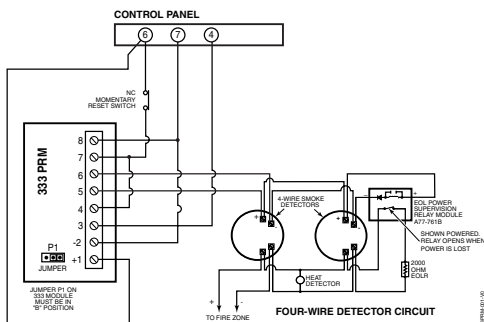 CONTROL PANEL
6 7 4
NC
MOMENTARY
RESET SWITCH
333 PRM
8
7
6
5
4
3
-2
+1
P1
JUMPER
JUMPER P1 ON
333 MODULE
MUST BE IN
"B" POSITION
4-WIRE SMOKE
DETECTORS
+ -
+ -
- +
EOL POWER
SUPERVISION
RELAY MODULE
A77-761B
SHOWN POWERED.
RELAY OPENS WHEN
POWER IS LOST
2000
OHM
EOLR
HEAT
DETECTOR
+ -
TO FIRE ZONE
FOUR-WIRE DETECTOR CIRCUIT